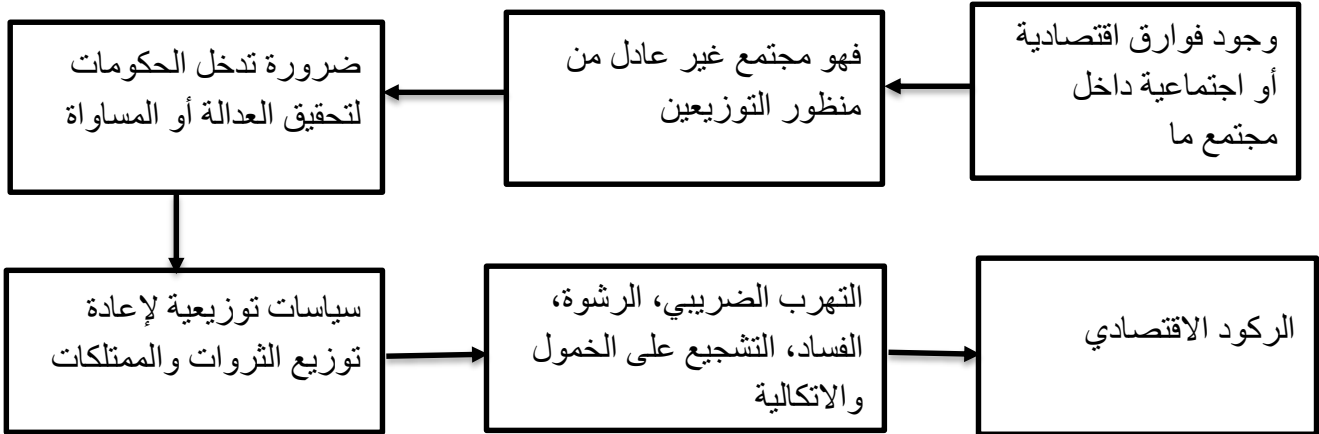 وجود فوارق اقتصادية
أو اجتماعية داخل
مجتمع ما
فهو مجتمع غير عادل من
منظور التوزيعين
ضرورة تدخل الحكومات
لتحقيق العدالة أو المساواة
سياسات توزيعية لإعادة
توزيع الثروات والممتلكات
التهرب الضريبي، الرشوة،
الفساد، التشجيع على الخمول
والاتكالية
الركود الاقتصادي